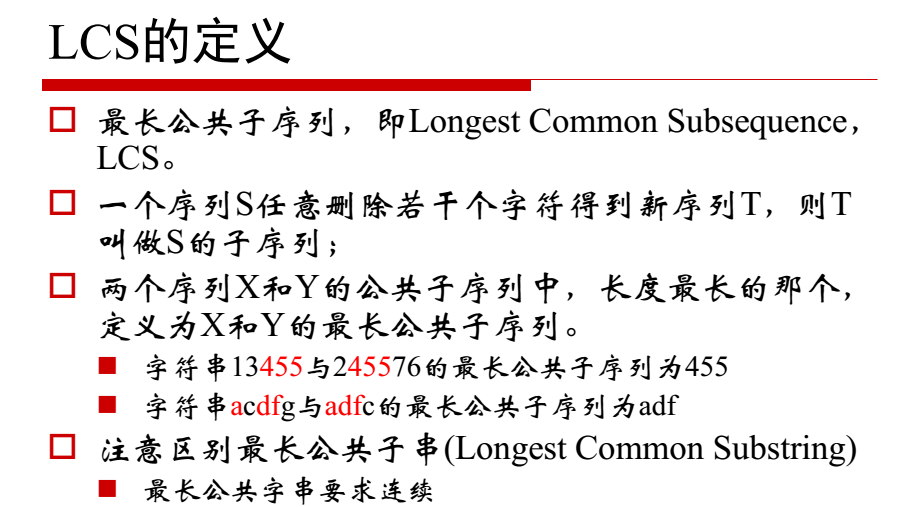 LCS的定义
最长公共子序列，即Longest Common Subsequence，
LCS。
一个序列S任意删除若干个字符得到新序列T，则T
叫做S的子序列；
两个序列X和Y的公共子序列中，长度最长的那个，
定义为X和Y的最长公共子序列。
字符串13455与245576的最长公共子序列为455
字符串acdfg与adfc的最长公共子序列为adf
注意区别最长公共子串(Longest Common Substring)
最长公共字串要求连续